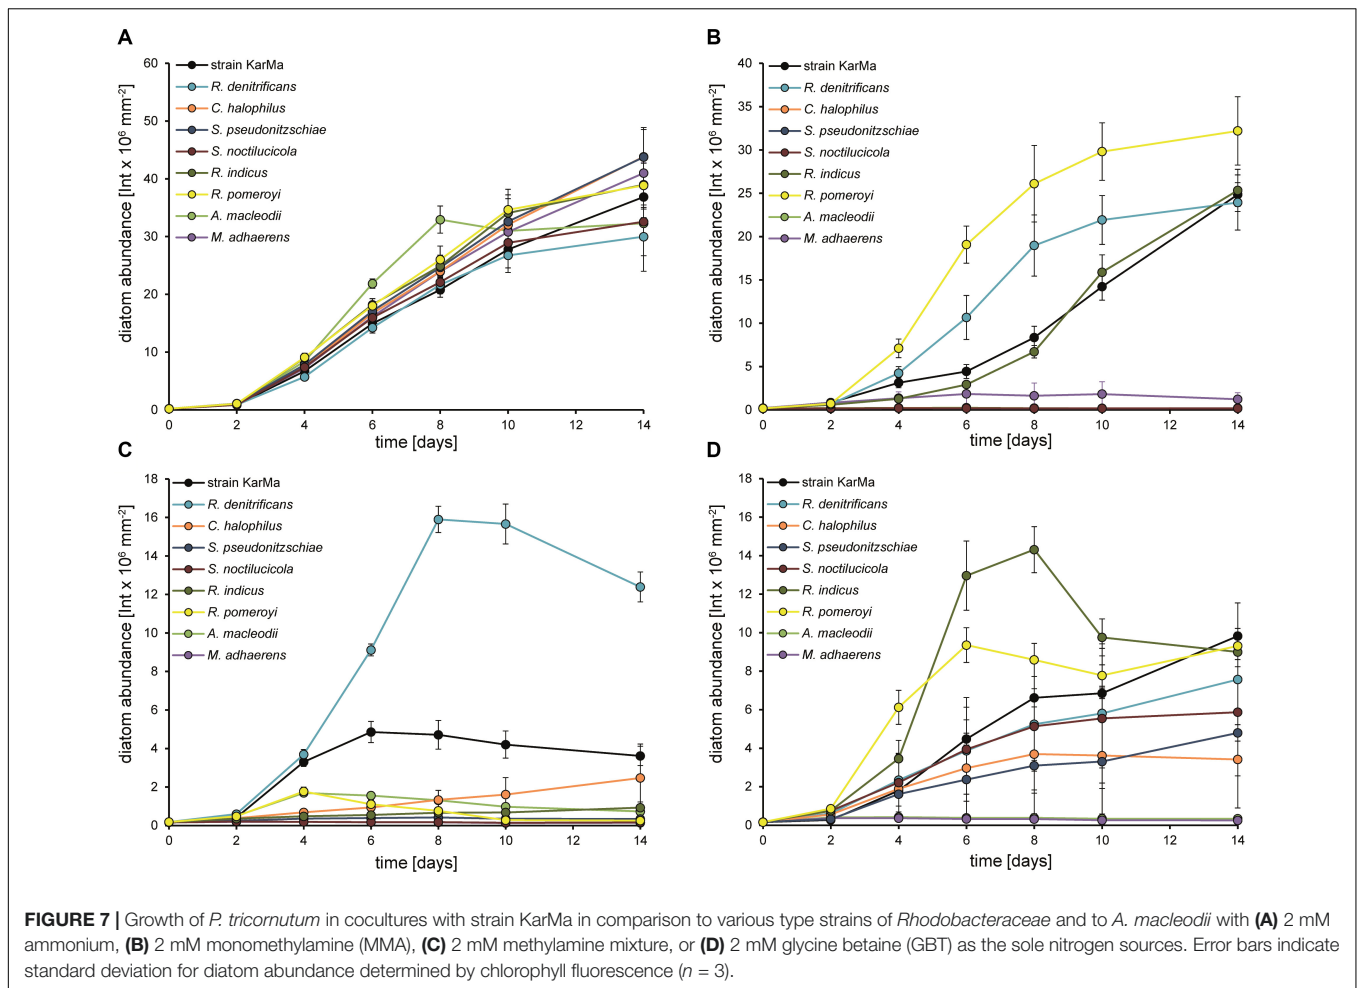 A
60
50
40
30
20
10
0
diatom abundance [Int x 10⁶ mm⁻²]
strain KarMa
R. denitrificans
C. halophilus
S. pseudonitzschiae
S. noctilucicola
R. indicus
R. pomeroyi
A. macleodii
M. adhaerens
0 2 4 6 8 10 12 14
time [days]
B
40
35
30
25
20
15
10
5
0
diatom abundance [Int x 10⁶ mm⁻²]
strain KarMa
R. denitrificans
C. halophilus
S. pseudonitzschiae
S. noctilucicola
R. indicus
R. pomeroyi
A. macleodii
M. adhaerens
0 2 4 6 8 10 12 14
time [days]
C
18
16
14
12
10
8
6
4
2
0
diatom abundance [Int x 10⁶ mm⁻²]
strain KarMa
R. denitrificans
C. halophilus
S. pseudonitzschiae
S. noctilucicola
R. indicus
R. pomeroyi
A. macleodii
M. adhaerens
0 2 4 6 8 10 12 14
time [days]
D
18
16
14
12
10
8
6
4
2
0
diatom abundance [Int x 10⁶ mm⁻²]
strain KarMa
R. denitrificans
C. halophilus
S. pseudonitzschiae
S. noctilucicola
R. indicus
R. pomeroyi
A. macleodii
M. adhaerens
0 2 4 6 8 10 12 14
time [days]
FIGURE 7 | Growth of P. tricornutum in cocultures with strain KarMa in comparison to various type strains of Rhodobacteraceae and to A. macleodii with (A) 2 mM
ammonium, (B) 2 mM monomethylamine (MMA), (C) 2 mM methylamine mixture, or (D) 2 mM glycine betaine (GBT) as the sole nitrogen sources. Error bars indicate
standard deviation for diatom abundance determined by chlorophyll fluorescence (n = 3).